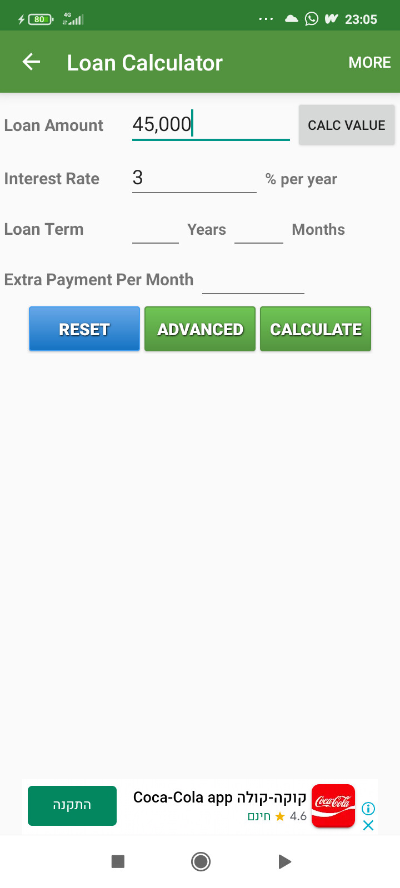 80 4G 23:05
Loan Calculator MORE
Loan Amount 45,000 CALC VALUE
Interest Rate 3 % per year
Loan Term Years Months
Extra Payment Per Month
RESET ADVANCED CALCULATE
קוקה-קולה Coca-Cola app
4.6 ★ חינם
התקנה
Coca-Cola